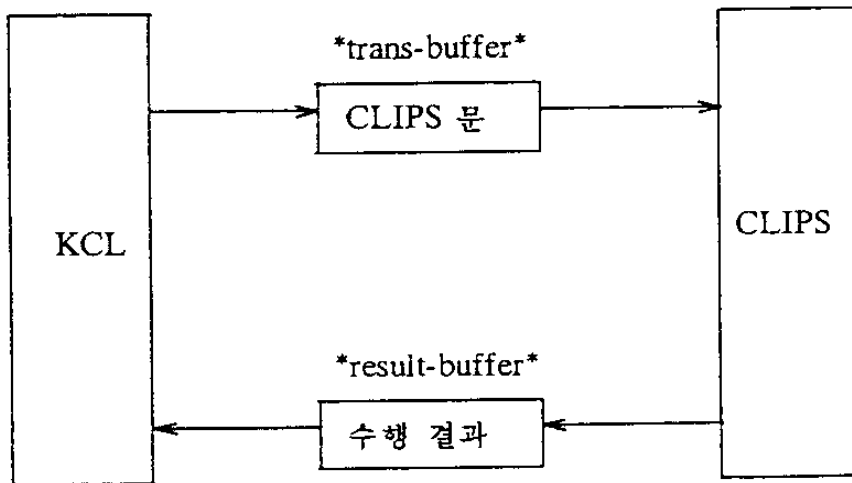 *trans-buffer*
CLIPS 문
KCL
CLIPS
*result-buffer*
수행 결과